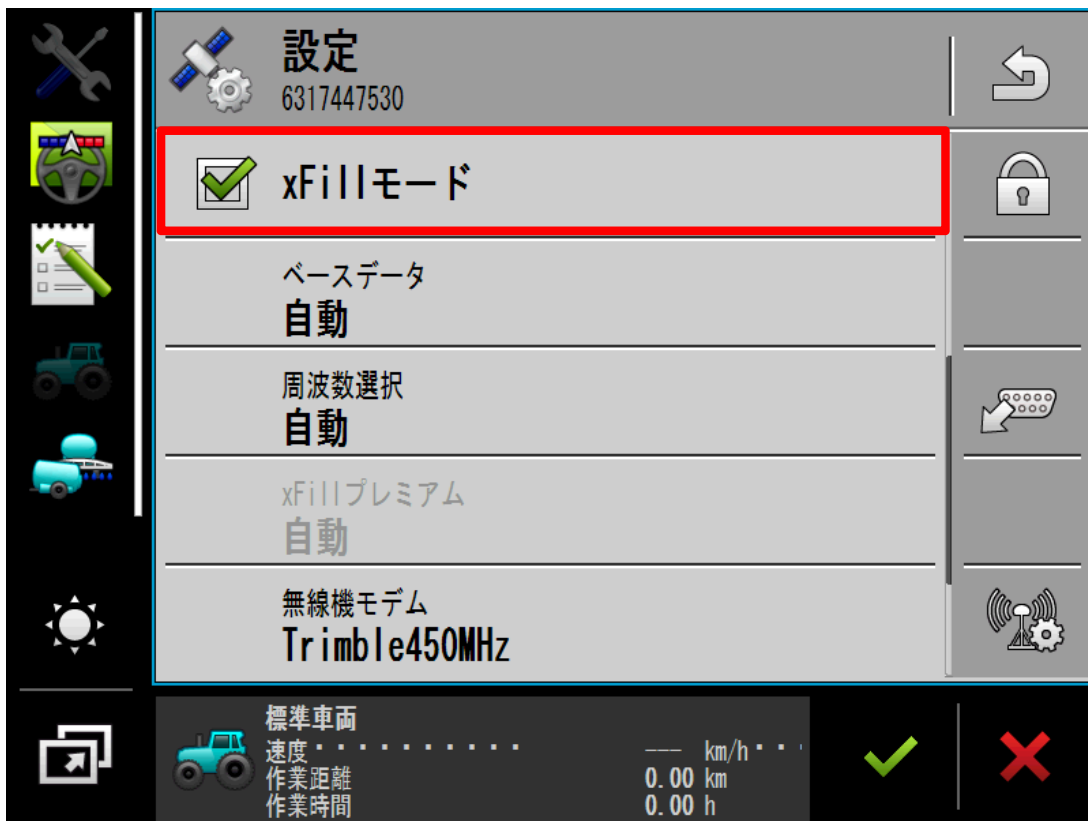 設定
6317447530
xFillモード
ベースデータ
自動
周波数選択
自動
xFillプレミアム
自動
無線機モデム
Trimble450MHz
標準車両
速度・・・・・・・・・・ --- km/h・・・
作業距離 0.00 km
作業時間 0.00 h